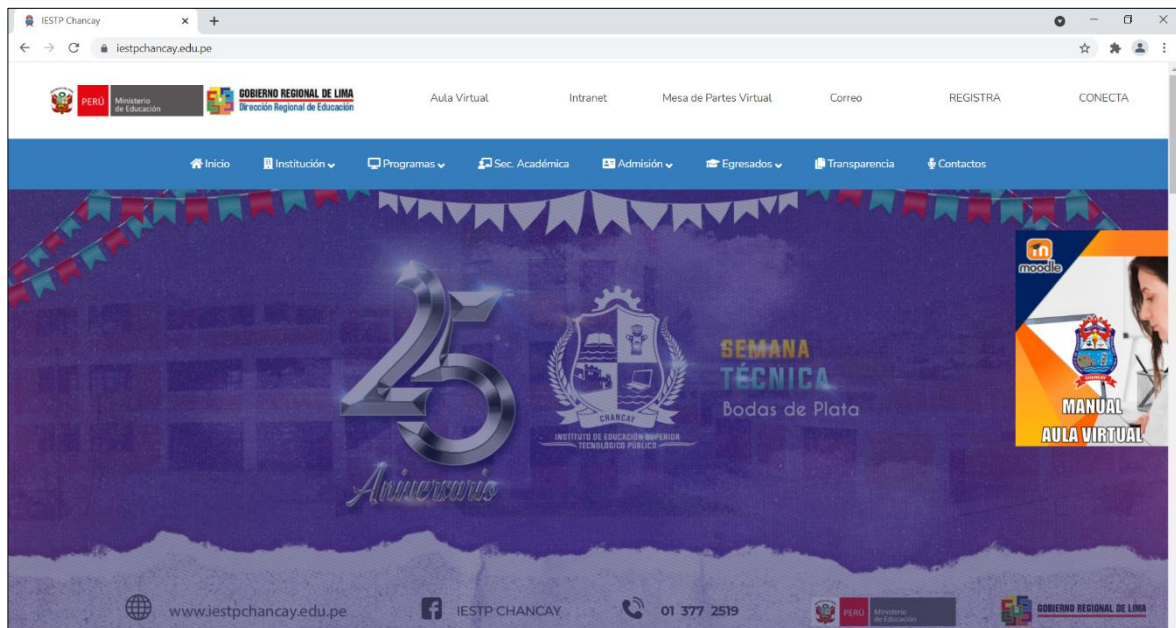 IESTP Chancay
iestpchancay.edu.pe
PERÚ
Ministerio
de Educación
GOBIERNO REGIONAL DE LIMA
Dirección Regional de Educación
Aula Virtual
Intranet
Mesa de Partes Virtual
Correo
REGISTRA
CONECTA
Inicio
Institución
Programas
Sec. Académica
Admisión
Egresados
Transparencia
Contactos
moodle
CHANCAY
MANUAL
AULA VIRTUAL
25
Aniversario
CHANCAY
INSTITUTO DE EDUCACIÓN SUPERIOR
TECNOLÓGICO PÚBLICO
SEMANA
TÉCNICA
Bodas de Plata
www.iestpchancay.edu.pe
IESTP CHANCAY
01 377 2519
PERÚ
Ministerio
de Educación
GOBIERNO REGIONAL DE LIMA